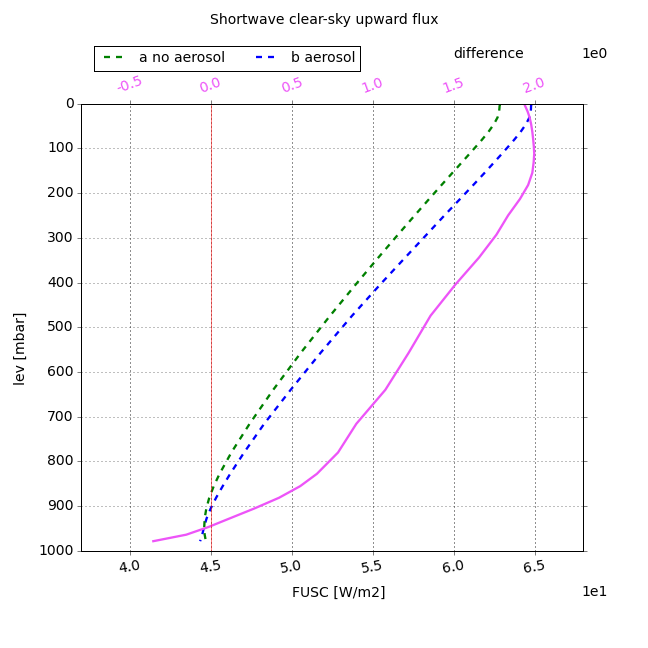 Shortwave clear-sky upward flux
a no aerosol b aerosol difference 1e0
-0.5 0.0 0.5 1.0 1.5 2.0
0
100
200
300
400
500
600
700
800
900
1000
lev [mbar]
4.0 4.5 5.0 5.5 6.0 6.5
FUSC [W/m2] 1e1